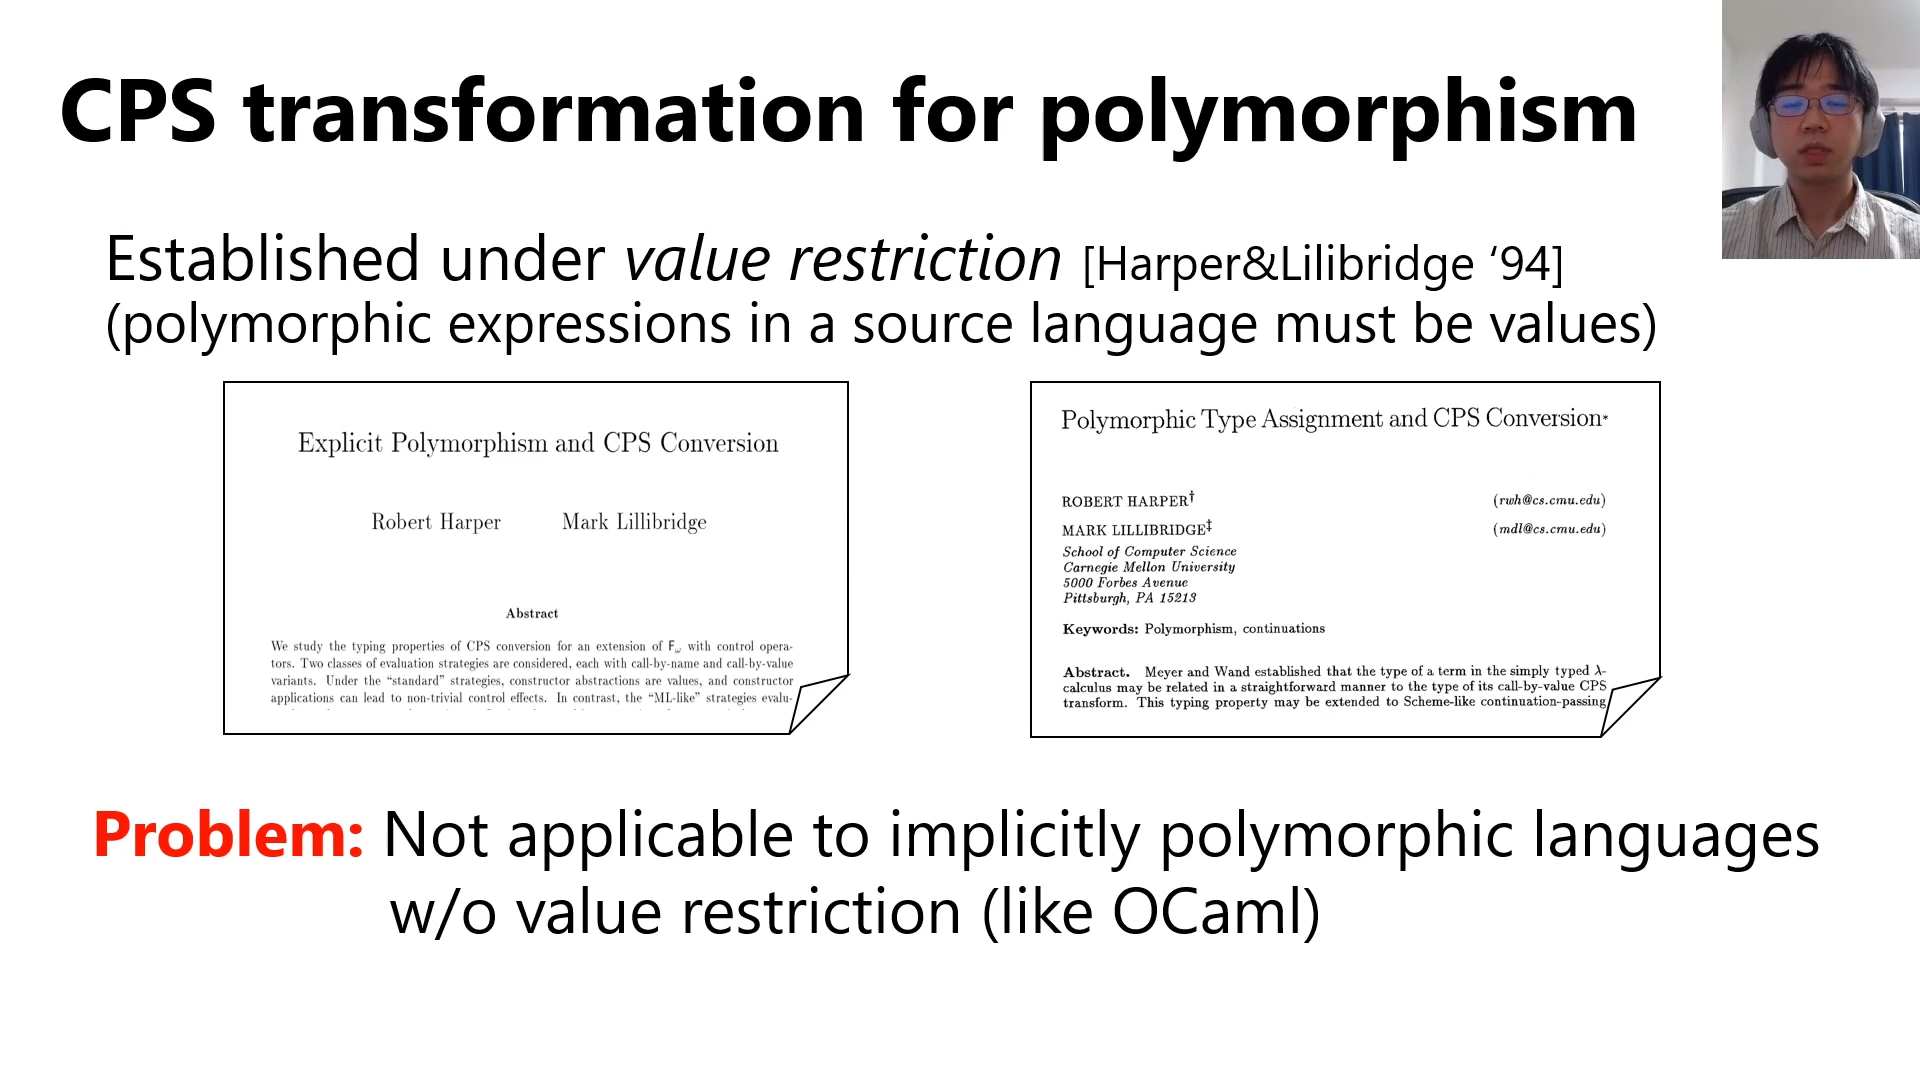 CPS transformation for polymorphism
Established under value restriction [Harper&Lilibridge ‘94]
(polymorphic expressions in a source language must be values)
Explicit Polymorphism and CPS Conversion
Robert Harper Mark Lillibridge
Abstract
We study the typing properties of CPS conversion for an extension of Fω with control opera-
tors. Two classes of evaluation strategies are considered, each with call-by-name and call-by-value
variants. Under the “standard” strategies, constructor abstractions are values, and constructor
applications can lead to non-trivial control effects. In contrast, the “ML-like” strategies evalu-
Polymorphic Type Assignment and CPS Conversion*
ROBERT HARPER† (rwh@cs.cmu.edu)
MARK LILLIBRIDGE‡ (mdl@cs.cmu.edu)
School of Computer Science
Carnegie Mellon University
5000 Forbes Avenue
Pittsburgh, PA 15213
Keywords: Polymorphism, continuations
Abstract. Meyer and Wand established that the type of a term in the simply typed λ-
calculus may be related in a straightforward manner to the type of its call-by-value CPS
transform. This typing property may be extended to Scheme-like continuation-passing
Problem: Not applicable to implicitly polymorphic languages
w/o value restriction (like OCaml)